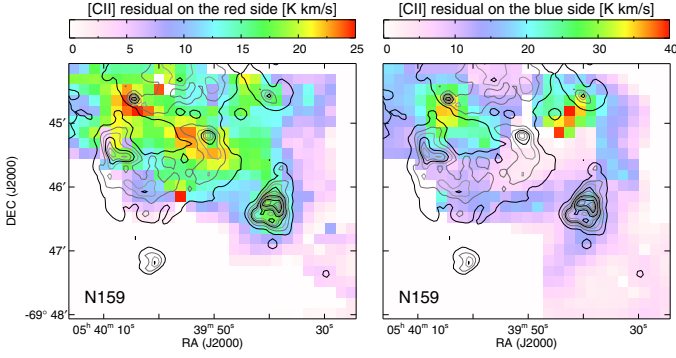 [CII] residual on the red side [K km/s]
[CII] residual on the blue side [K km/s]
0 5 10 15 20 25
0 10 20 30 40
45'
46'
47'
-69° 48'
DEC (J2000)
N159
N159
05ʰ 40ᵐ 10ˢ 39ᵐ 50ˢ 30ˢ
05ʰ 40ᵐ 10ˢ 39ᵐ 50ˢ 30ˢ
RA (J2000)
RA (J2000)